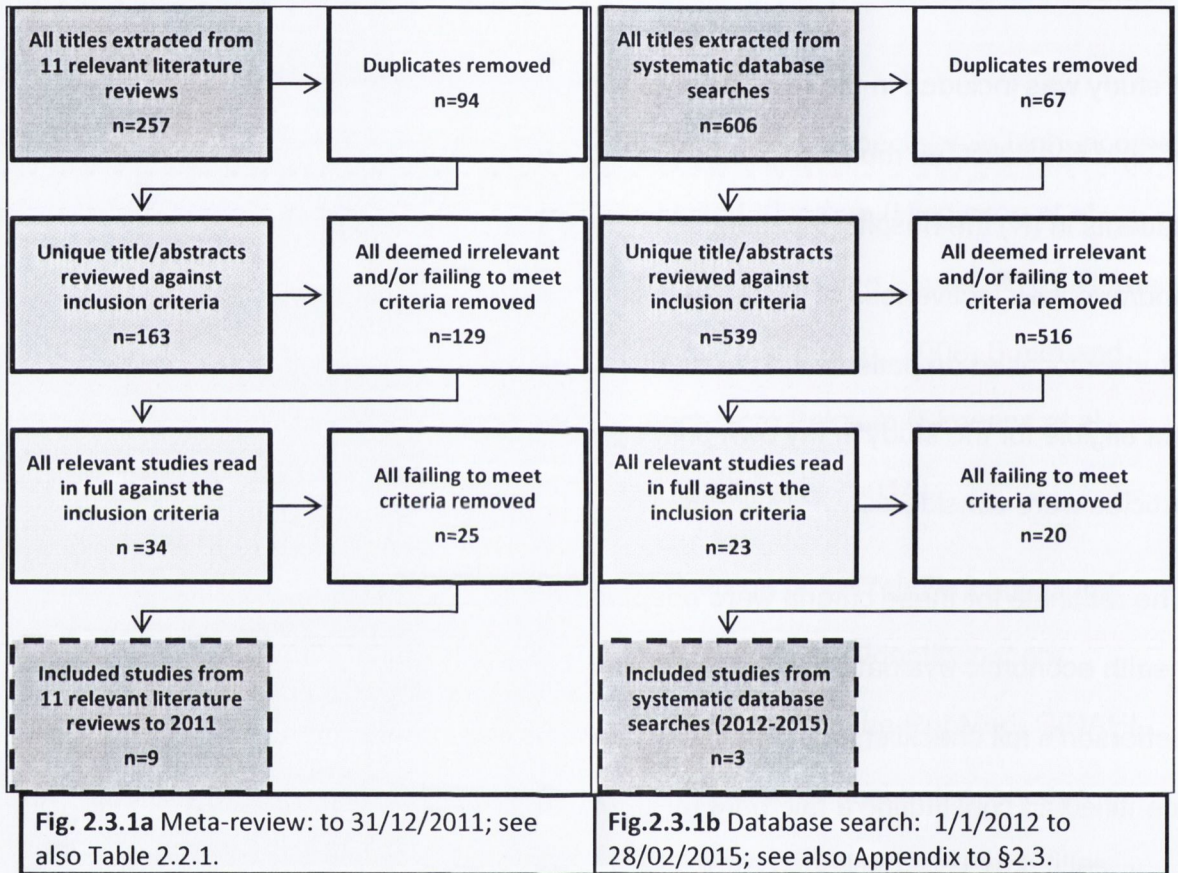 All titles extracted from
11 relevant literature
reviews
n=257
Duplicates removed
n=94
Unique title/abstracts
reviewed against
inclusion criteria
n=163
All deemed irrelevant
and/or failing to meet
criteria removed
n=129
All relevant studies read
in full against the
inclusion criteria
n =34
All failing to meet
criteria removed
n=25
Included studies from
11 relevant literature
reviews to 2011
n=9
Fig. 2.3.1a Meta-review: to 31/12/2011; see
also Table 2.2.1.
All titles extracted from
systematic database
searches
n=606
Duplicates removed
n=67
Unique title/abstracts
reviewed against
inclusion criteria
n=539
All deemed irrelevant
and/or failing to meet
criteria removed
n=516
All relevant studies read
in full against the
inclusion criteria
n=23
All failing to meet
criteria removed
n=20
Included studies from
systematic database
searches (2012-2015)
n=3
Fig.2.3.1b Database search: 1/1/2012 to
28/02/2015; see also Appendix to §2.3.